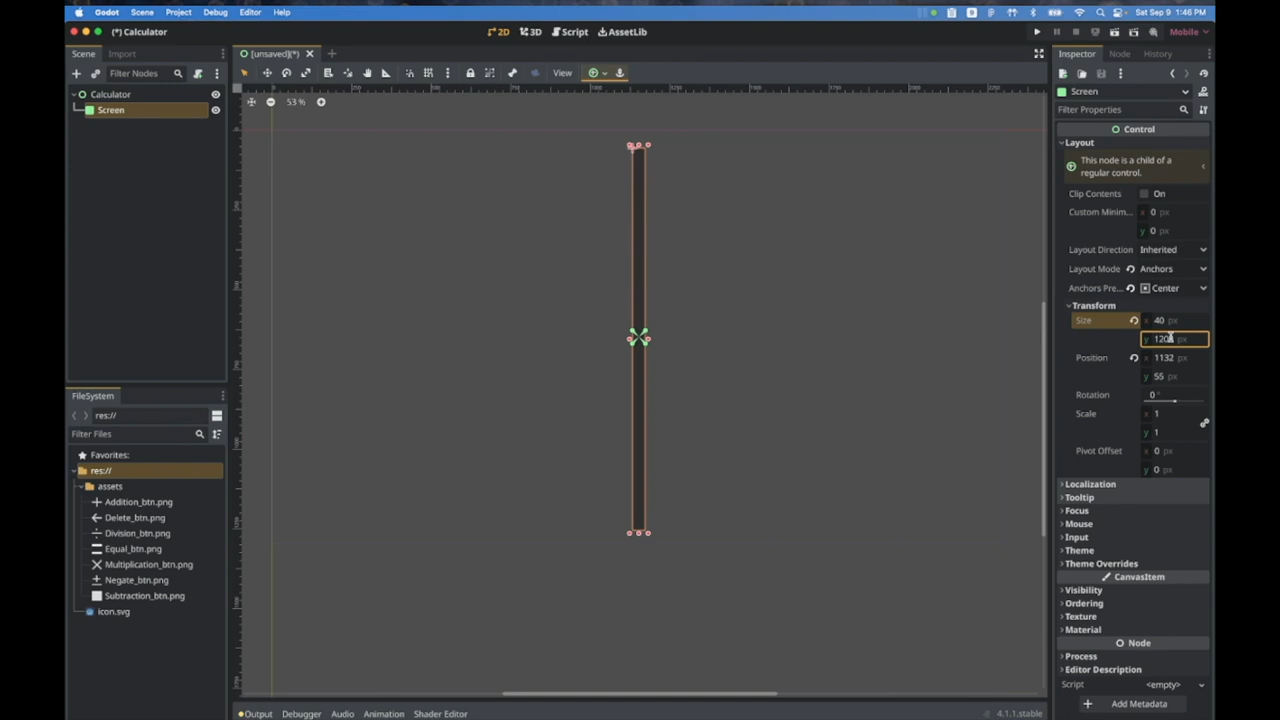 Godot Scene Project Debug Editor Help
Sat Sep 9 1:46 PM
(*) Calculator
2D 3D Script AssetLib
Mobile
Scene Import
[unsaved](*)
Inspector Node History
Filter Nodes
View
Calculator
Screen
53 %
Screen
Filter Properties
Control
Layout
This node is a child of a
regular control.
Clip Contents On
Custom Minim... x 0 px
y 0 px
Layout Direction Inherited
Layout Mode Anchors
Anchors Pre... Center
Transform
Size x 40 px
y 120 px
Position x 1132 px
y 55 px
Rotation 0 °
Scale x 1
y 1
Pivot Offset x 0 px
y 0 px
Localization
Tooltip
Focus
Mouse
Input
Theme
Theme Overrides
CanvasItem
Visibility
Ordering
Texture
Material
Node
Process
Editor Description
Script <empty>
Add Metadata
FileSystem
res://
Filter Files
Favorites:
res://
assets
Addition_btn.png
Delete_btn.png
Division_btn.png
Equal_btn.png
Multiplication_btn.png
Negate_btn.png
Subtraction_btn.png
icon.svg
Output Debugger Audio Animation Shader Editor
4.1.1.stable